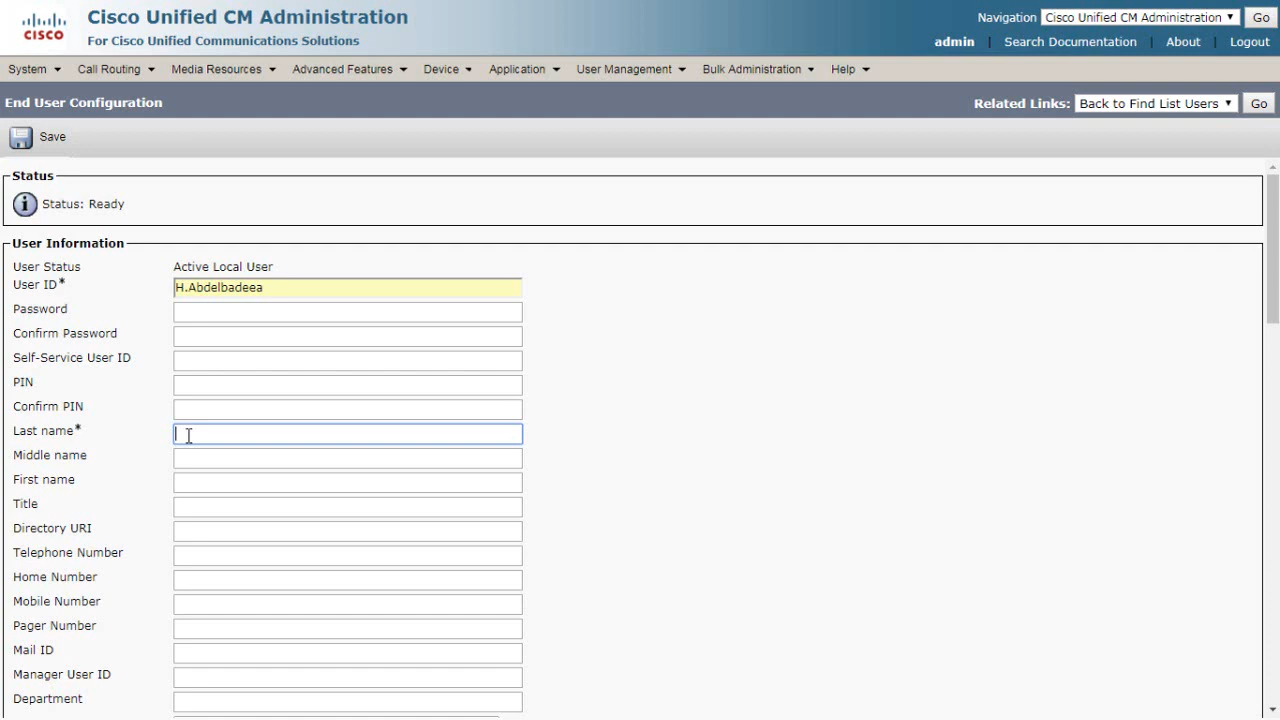 Cisco Unified CM Administration
For Cisco Unified Communications Solutions
CISCO
Navigation Cisco Unified CM Administration Go
admin | Search Documentation | About | Logout
System Call Routing Media Resources Advanced Features Device Application User Management Bulk Administration Help
End User Configuration
Related Links: Back to Find List Users Go
Save
Status
Status: Ready
User Information
User Status Active Local User
User ID* H.Abdelbadeea
Password
Confirm Password
Self-Service User ID
PIN
Confirm PIN
Last name*
Middle name
First name
Title
Directory URI
Telephone Number
Home Number
Mobile Number
Pager Number
Mail ID
Manager User ID
Department